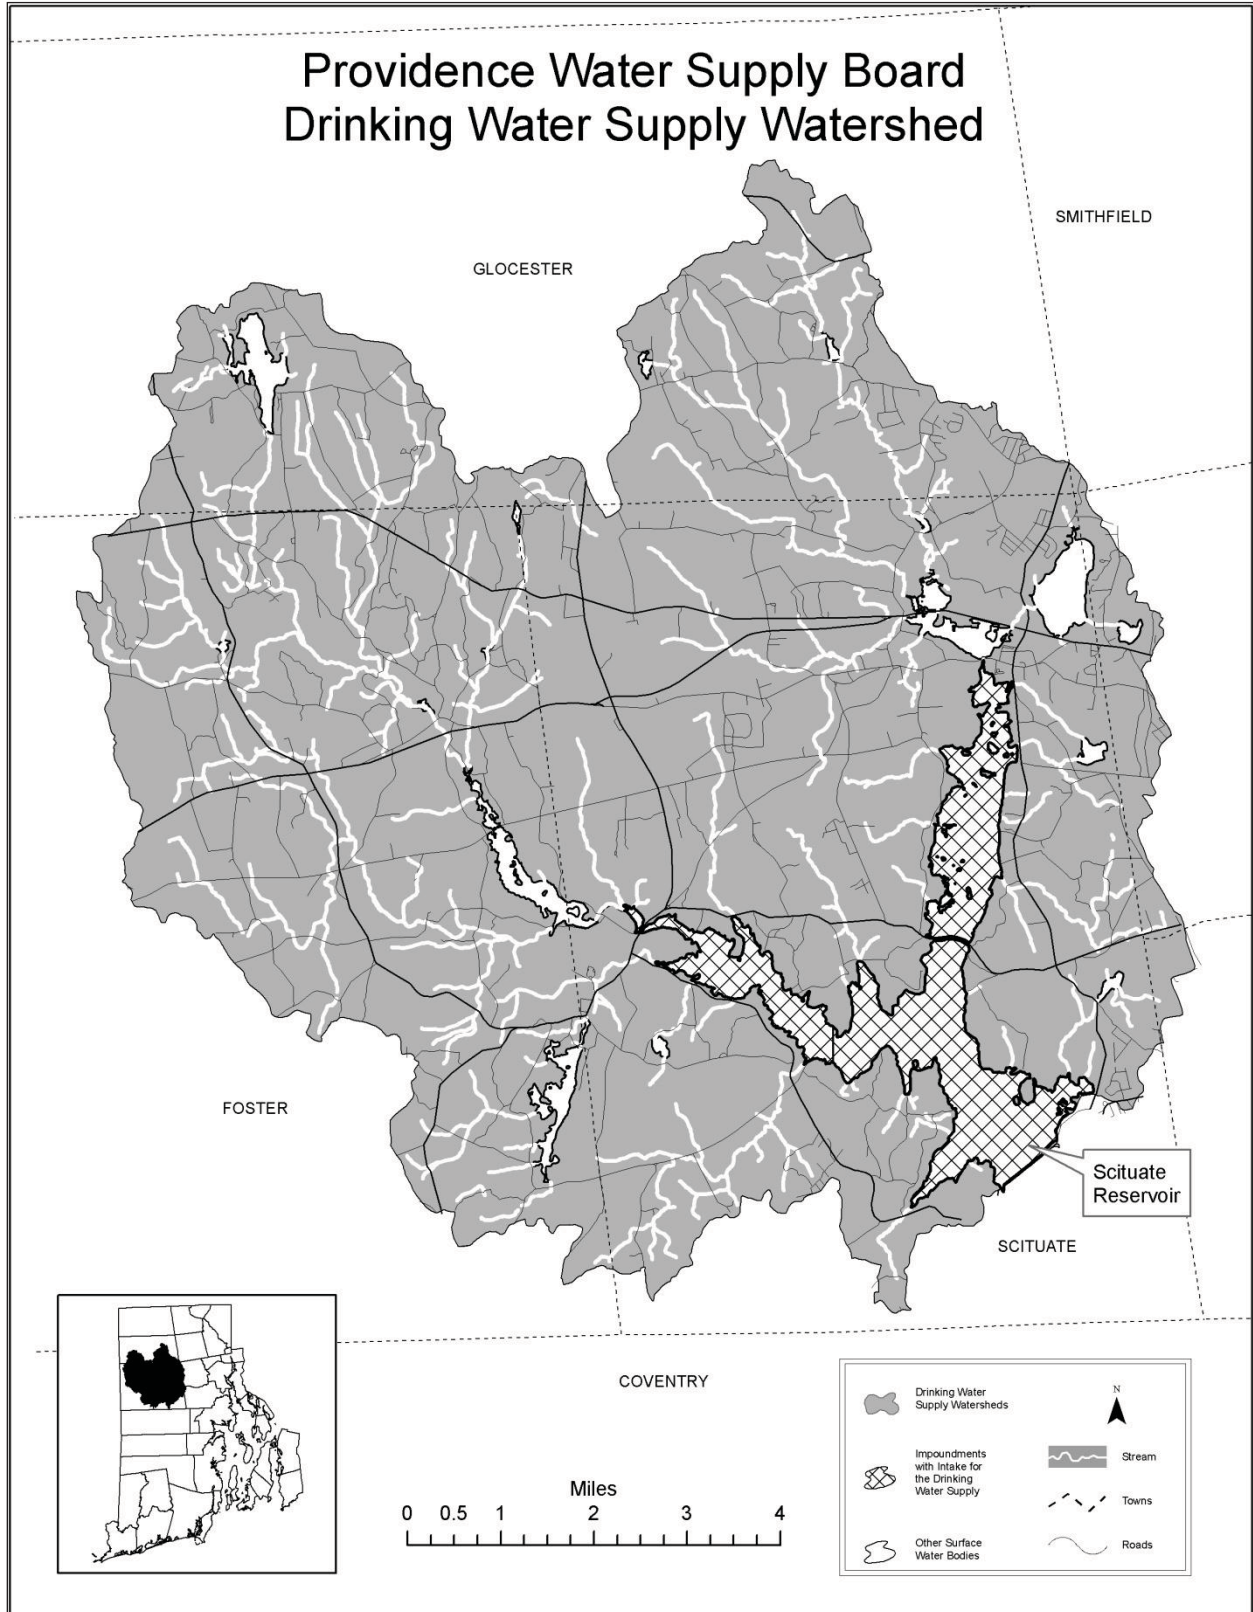 Providence Water Supply Board
Drinking Water Supply Watershed
SMITHFIELD
GLOCESTER
FOSTER
Scituate
Reservoir
SCITUATE
COVENTRY
Miles
0 0.5 1 2 3 4
Drinking Water
Supply Watersheds
N
Impoundments
with Intake for
the Drinking
Water Supply
Stream
Towns
Other Surface
Water Bodies
Roads